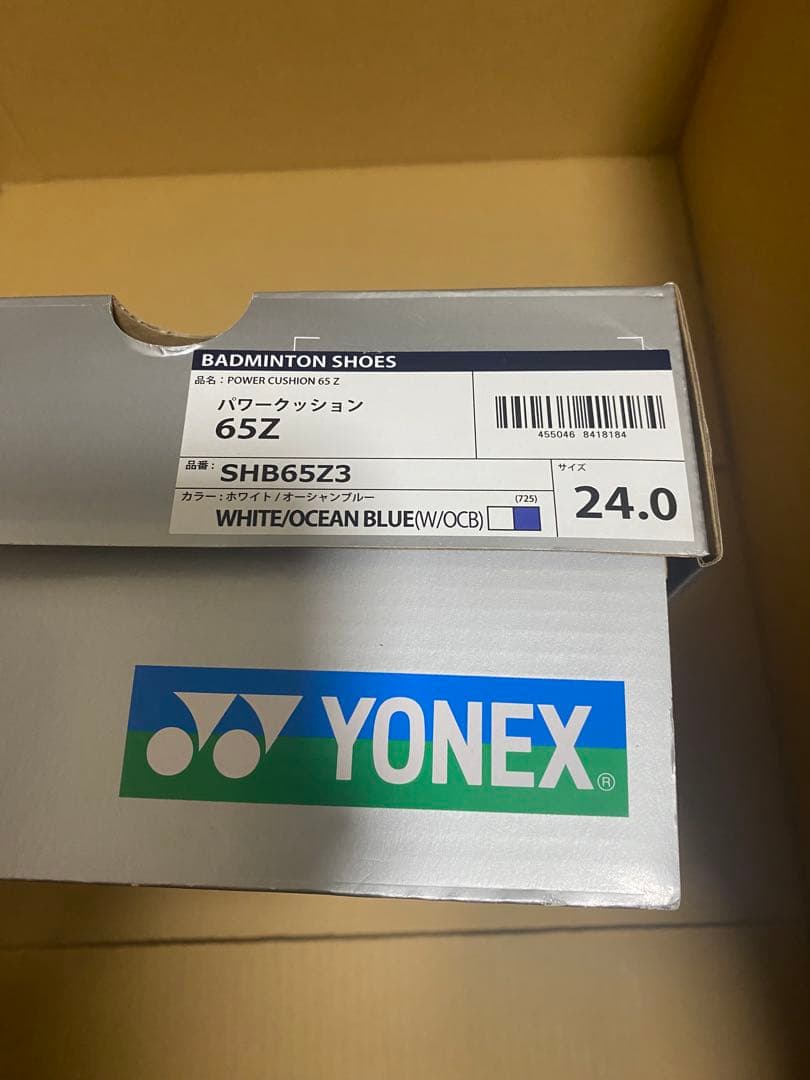 BADMINTON SHOES
品名：POWER CUSHION 65 Z
パワークッション
65Z
455046 8418184
品番：SHB65Z3
サイズ
24.0
カラー：ホワイト/オーシャンブルー
(725)
WHITE/OCEAN BLUE(W/OCB)
YONEX®